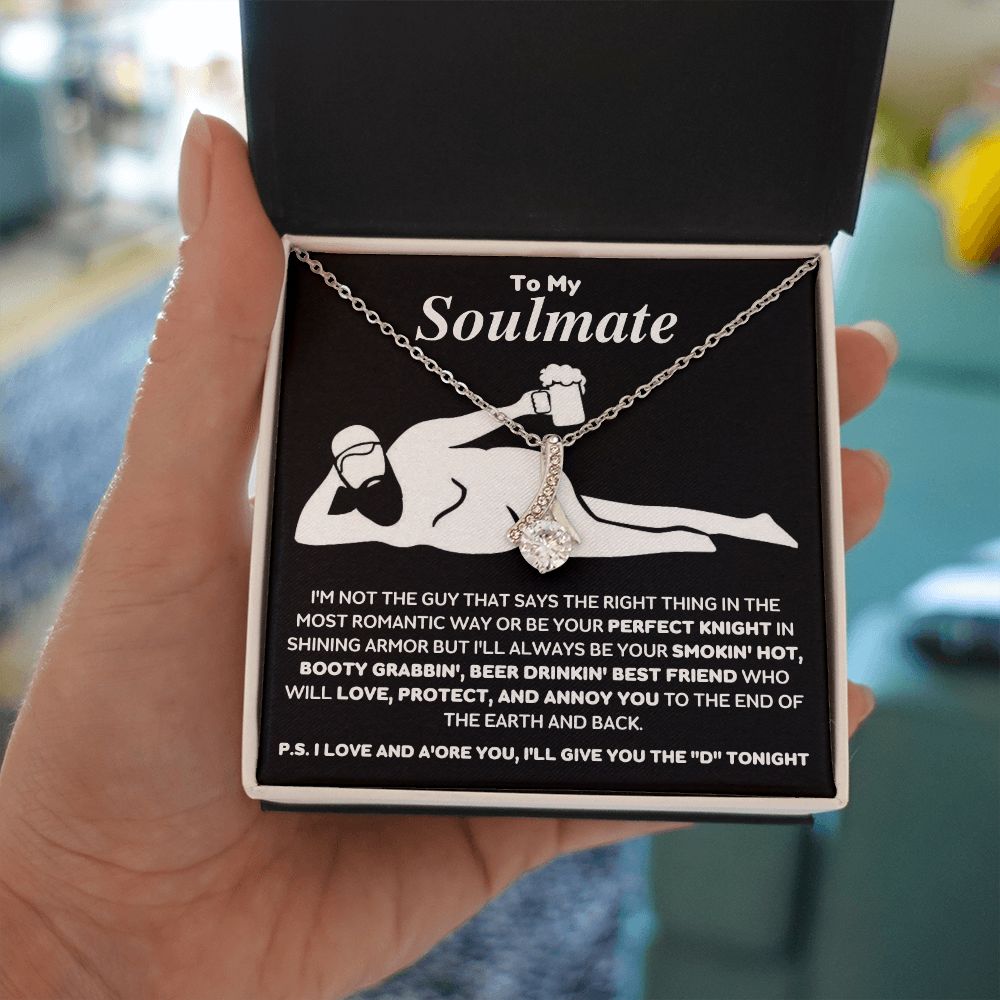 To My
Soulmate
I'M NOT THE GUY THAT SAYS THE RIGHT THING IN THE
MOST ROMANTIC WAY OR BE YOUR PERFECT KNIGHT IN
SHINING ARMOR BUT I'LL ALWAYS BE YOUR SMOKIN' HOT,
BOOTY GRABBIN', BEER DRINKIN' BEST FRIEND WHO
WILL LOVE, PROTECT, AND ANNOY YOU TO THE END OF
THE EARTH AND BACK.
P.S. I LOVE AND A'ORE YOU, I'LL GIVE YOU THE "D" TONIGHT